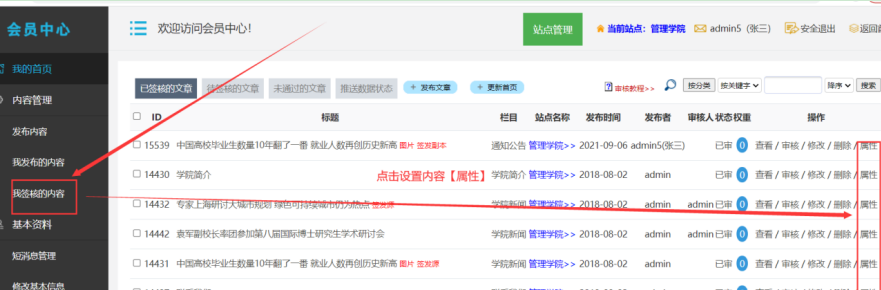 会员中心
欢迎访问会员中心!
站点管理
当前站点：管理学院
admin5（张三）
安全退出
我的首页
内容管理
发布内容
我发布的内容
我签核的内容
基本资料
短消息管理
修改基本信息
已签核的文章 待签核的文章 未通过的文章 推送数据状态 + 发布文章 + 更新首页
审核教程>> 按分类 按关键字 降序 搜索
ID 标题 栏目 站点名称 发布时间 发布者 审核人 状态 权重 操作
15539 中国高校毕业生数量10年翻了一番 就业人数再创历史新高 图片 签发副本 通知公告 管理学院>> 2021-09-06 admin5(张三) 已审 0 查看 / 审核 / 修改 / 删除 / 属性
14430 学院简介 学院简介 管理学院>> 2018-08-02 admin 已审 0 查看 / 审核 / 修改 / 删除 / 属性
点击设置内容【属性】
14432 专家上海研讨大城市规划 绿色可持续城市仍为热点 签发源 学院新闻 管理学院>> 2018-08-02 admin admin 已审 0 查看 / 审核 / 修改 / 删除 / 属性
14442 袁军副校长率团参加第八届国际博士研究生学术研讨会 学院新闻 管理学院>> 2018-08-02 admin admin 已审 0 查看 / 审核 / 修改 / 删除 / 属性
14431 中国高校毕业生数量10年翻了一番 就业人数再创历史新高 图片 签发源 学院新闻 管理学院>> 2018-08-02 admin 已审 0 查看 / 审核 / 修改 / 删除 / 属性